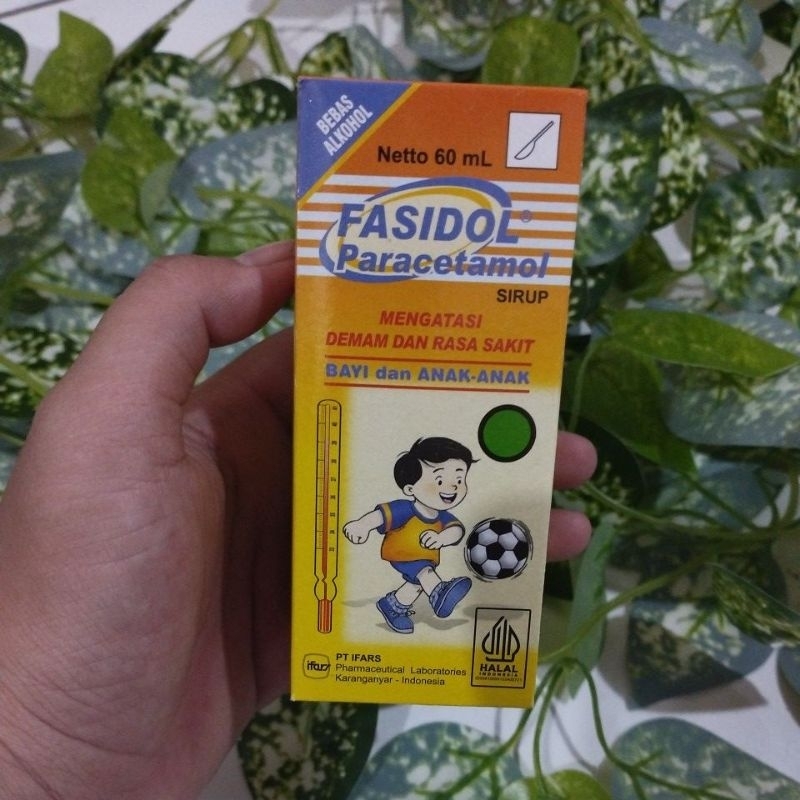 BEBAS
ALKOHOL
Netto 60 mL
FASIDOL®
Paracetamol
SIRUP
MENGATASI
DEMAM DAN RASA SAKIT
BAYI dan ANAK-ANAK
ifars
PT IFARS
Pharmaceutical Laboratories
Karanganyar - Indonesia
HALAL
INDONESIA